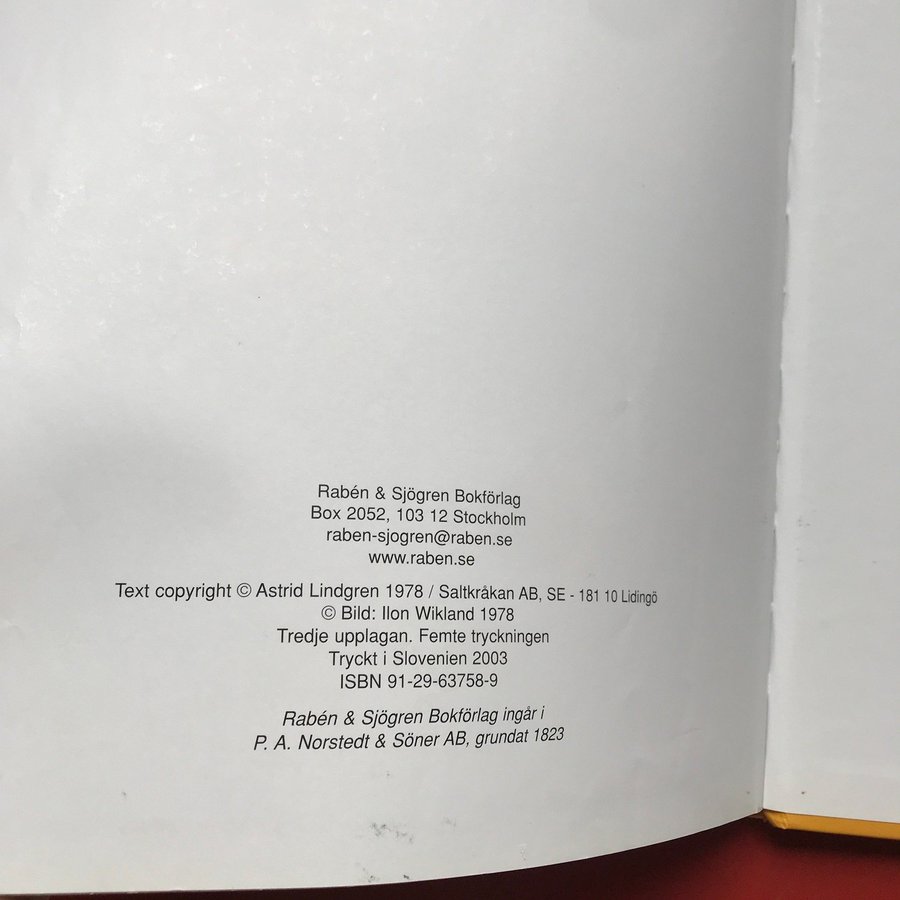 Rabén & Sjögren Bokförlag
Box 2052, 103 12 Stockholm
raben-sjogren@raben.se
www.raben.se
Text copyright © Astrid Lindgren 1978 / Saltkråkan AB, SE - 181 10 Lidingö
© Bild: Ilon Wikland 1978
Tredje upplagan. Femte tryckningen
Tryckt i Slovenien 2003
ISBN 91-29-63758-9
Rabén & Sjögren Bokförlag ingår i
P. A. Norstedt & Söner AB, grundat 1823